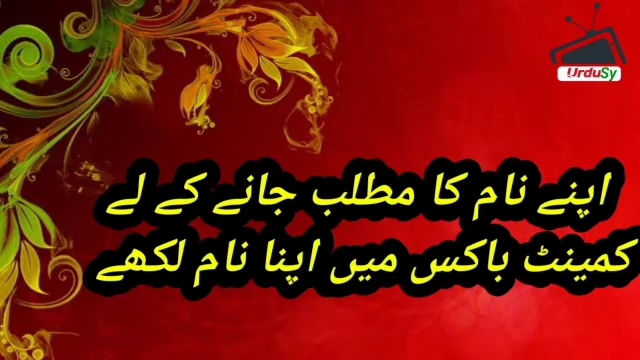 UrduSy
اپنے نام کا مطلب جانے کے لے
کمینٹ باکس میں اپنا نام لکھے